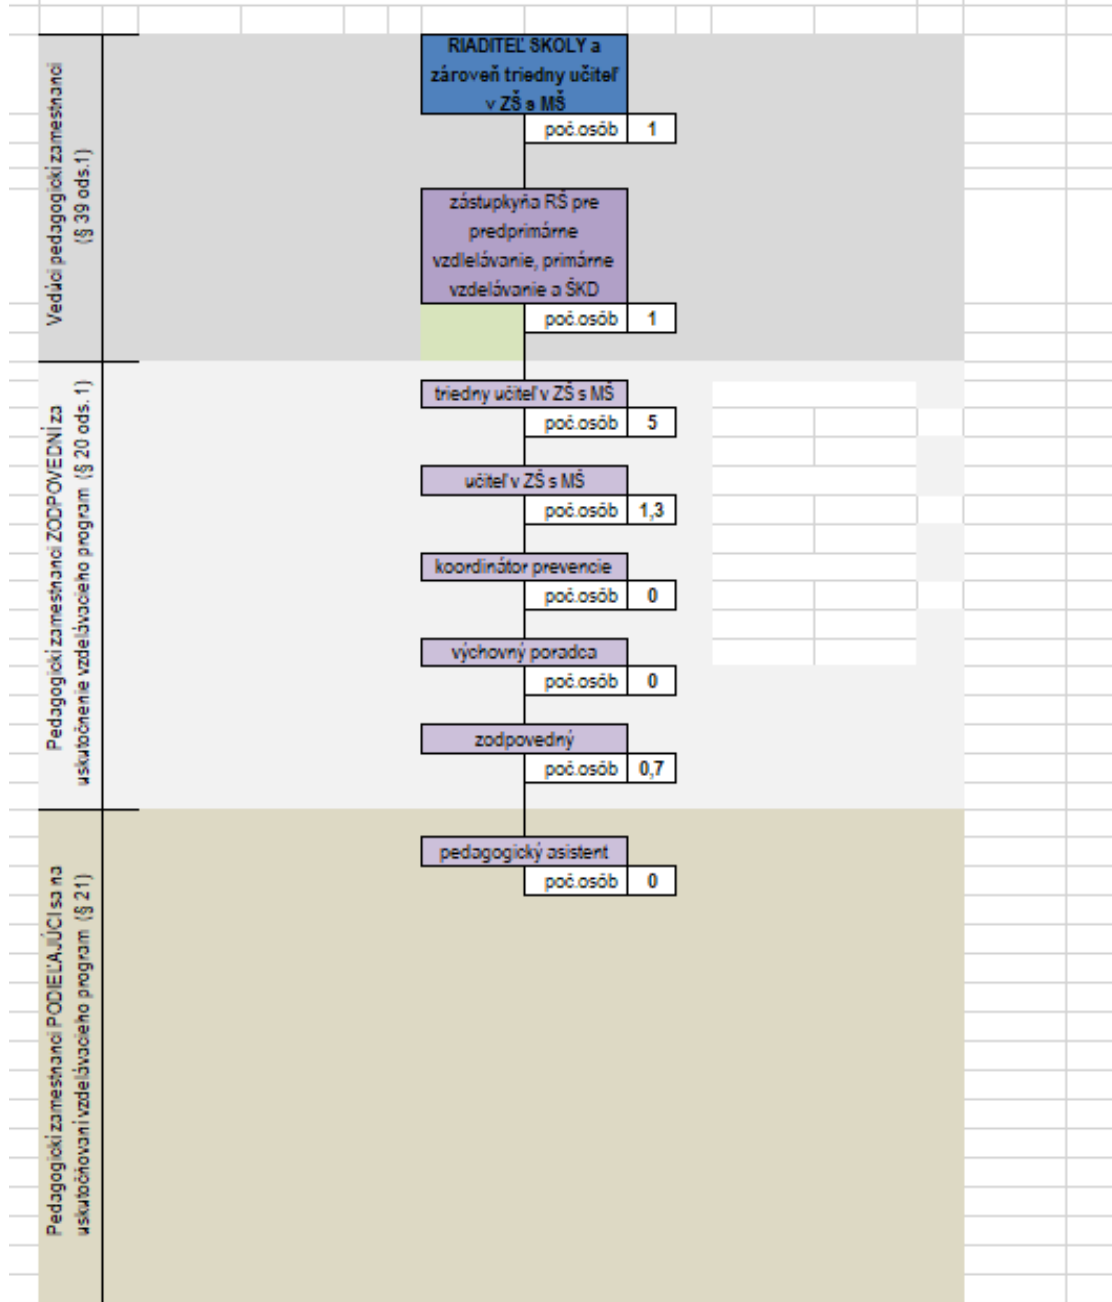 Vedúci pedagogickí zamestnanci
(§ 39 ods.1)
RIADITEĽ ŠKOLY a
zároveň triedny učiteľ
v ZŠ s MŠ
poč.osôb 1
zástupkyňa RŠ pre
predprimárne
vzdlelávanie, primárne
vzdelávanie a ŠKD
poč.osôb 1
Pedagogickí zamestnanci ZODPOVEDNÍ za
uskutočnenie vzdelávacieho program (§ 20 ods. 1)
triedny učiteľ v ZŠ s MŠ
poč.osôb 5
učiteľ v ZŠ s MŠ
poč.osôb 1,3
koordinátor prevencie
poč.osôb 0
výchovný poradca
poč.osôb 0
zodpovedný
poč.osôb 0,7
Pedagogickí zamestnanci PODIEĽAJÚCI sa na
uskutočňovaní vzdelávacieho program (§ 21)
pedagogický asistent
poč.osôb 0